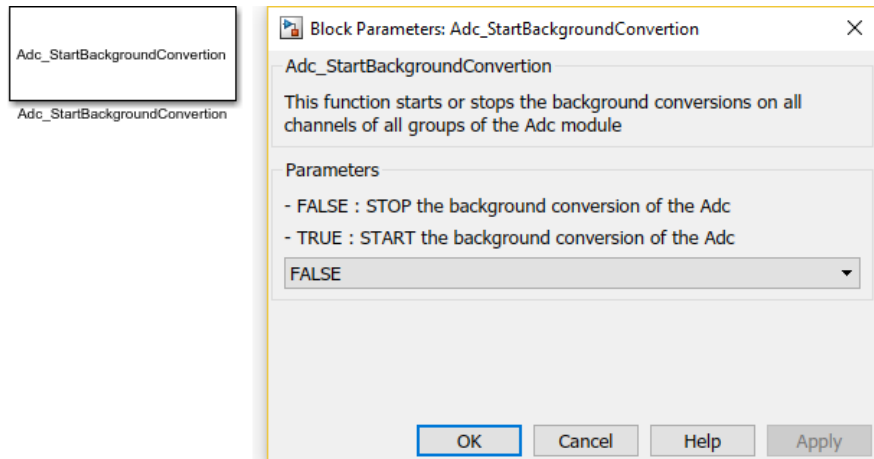 Adc_StartBackgroundConvertion
Adc_StartBackgroundConvertion
Block Parameters: Adc_StartBackgroundConvertion
Adc_StartBackgroundConvertion
This function starts or stops the background conversions on all
channels of all groups of the Adc module
Parameters
- FALSE : STOP the background conversion of the Adc
- TRUE : START the background conversion of the Adc
FALSE
OK Cancel Help Apply